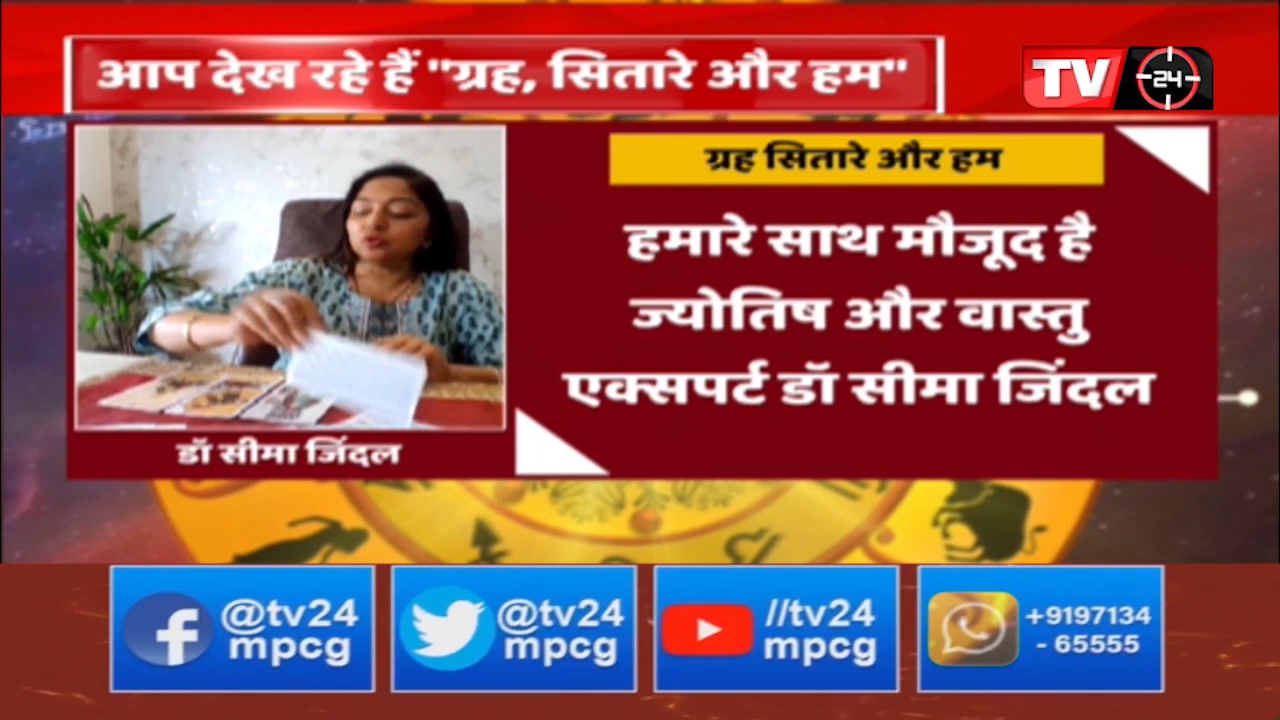 आप देख रहे हैं "ग्रह, सितारे और हम"
TV 24
ग्रह सितारे और हम
हमारे साथ मौजूद है
ज्योतिष और वास्तु
एक्सपर्ट डॉ सीमा जिंदल
डॉ सीमा जिंदल
@tv24
mpcg
@tv24
mpcg
//tv24
mpcg
+9197134
- 65555